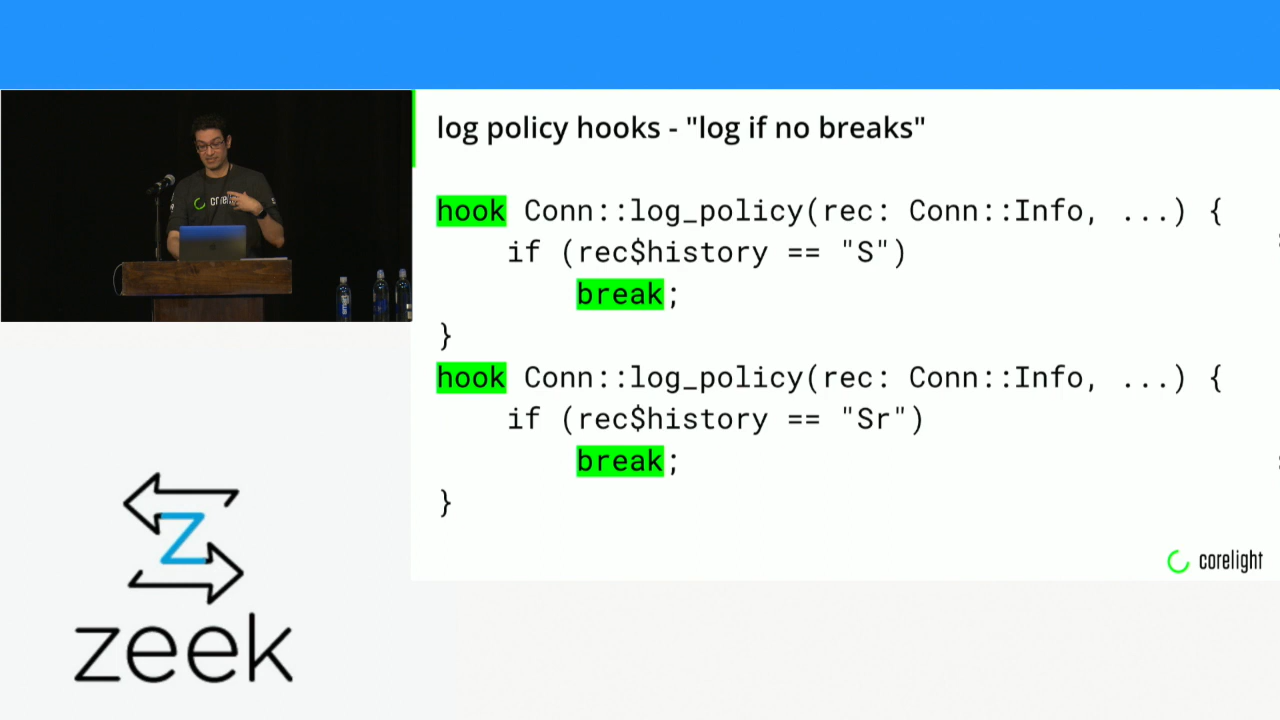 log policy hooks - "log if no breaks"
hook Conn::log_policy(rec: Conn::Info, ...) {
if (rec$history == "S")
break;
}
hook Conn::log_policy(rec: Conn::Info, ...) {
if (rec$history == "Sr")
break;
}
corelight
Z
zeek